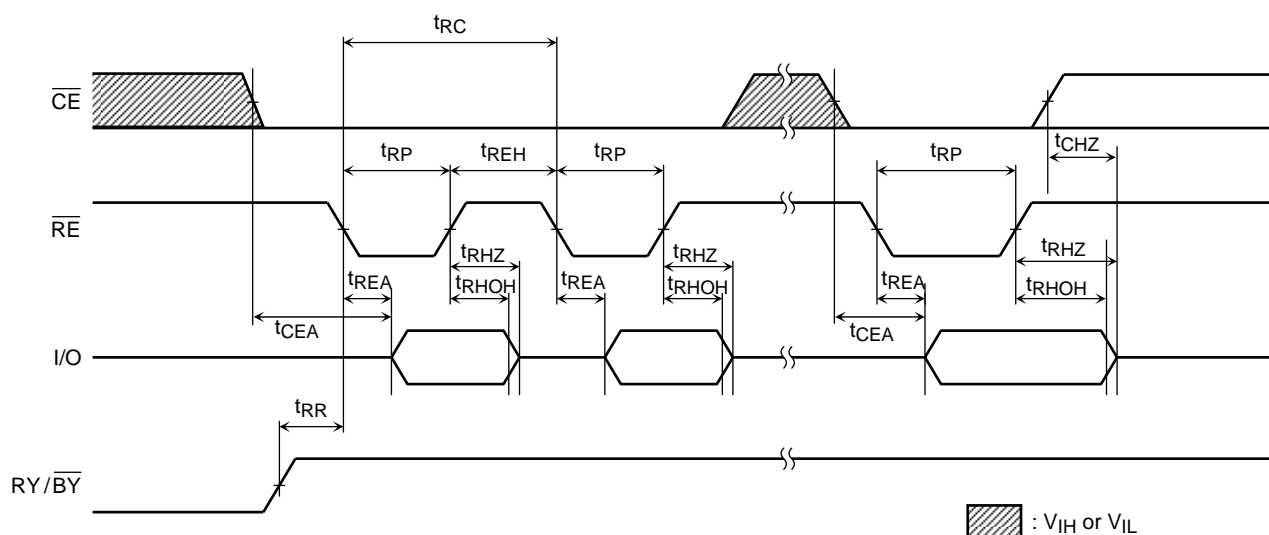 tRC
CE
tCHZ
tRP tREH tRP tRP
RE
tRHZ tRHZ tRHZ
tREA tRHOH tREA tRHOH tREA tRHOH
tCEA tCEA
I/O
tRR
RY/BY
: VIH or VIL